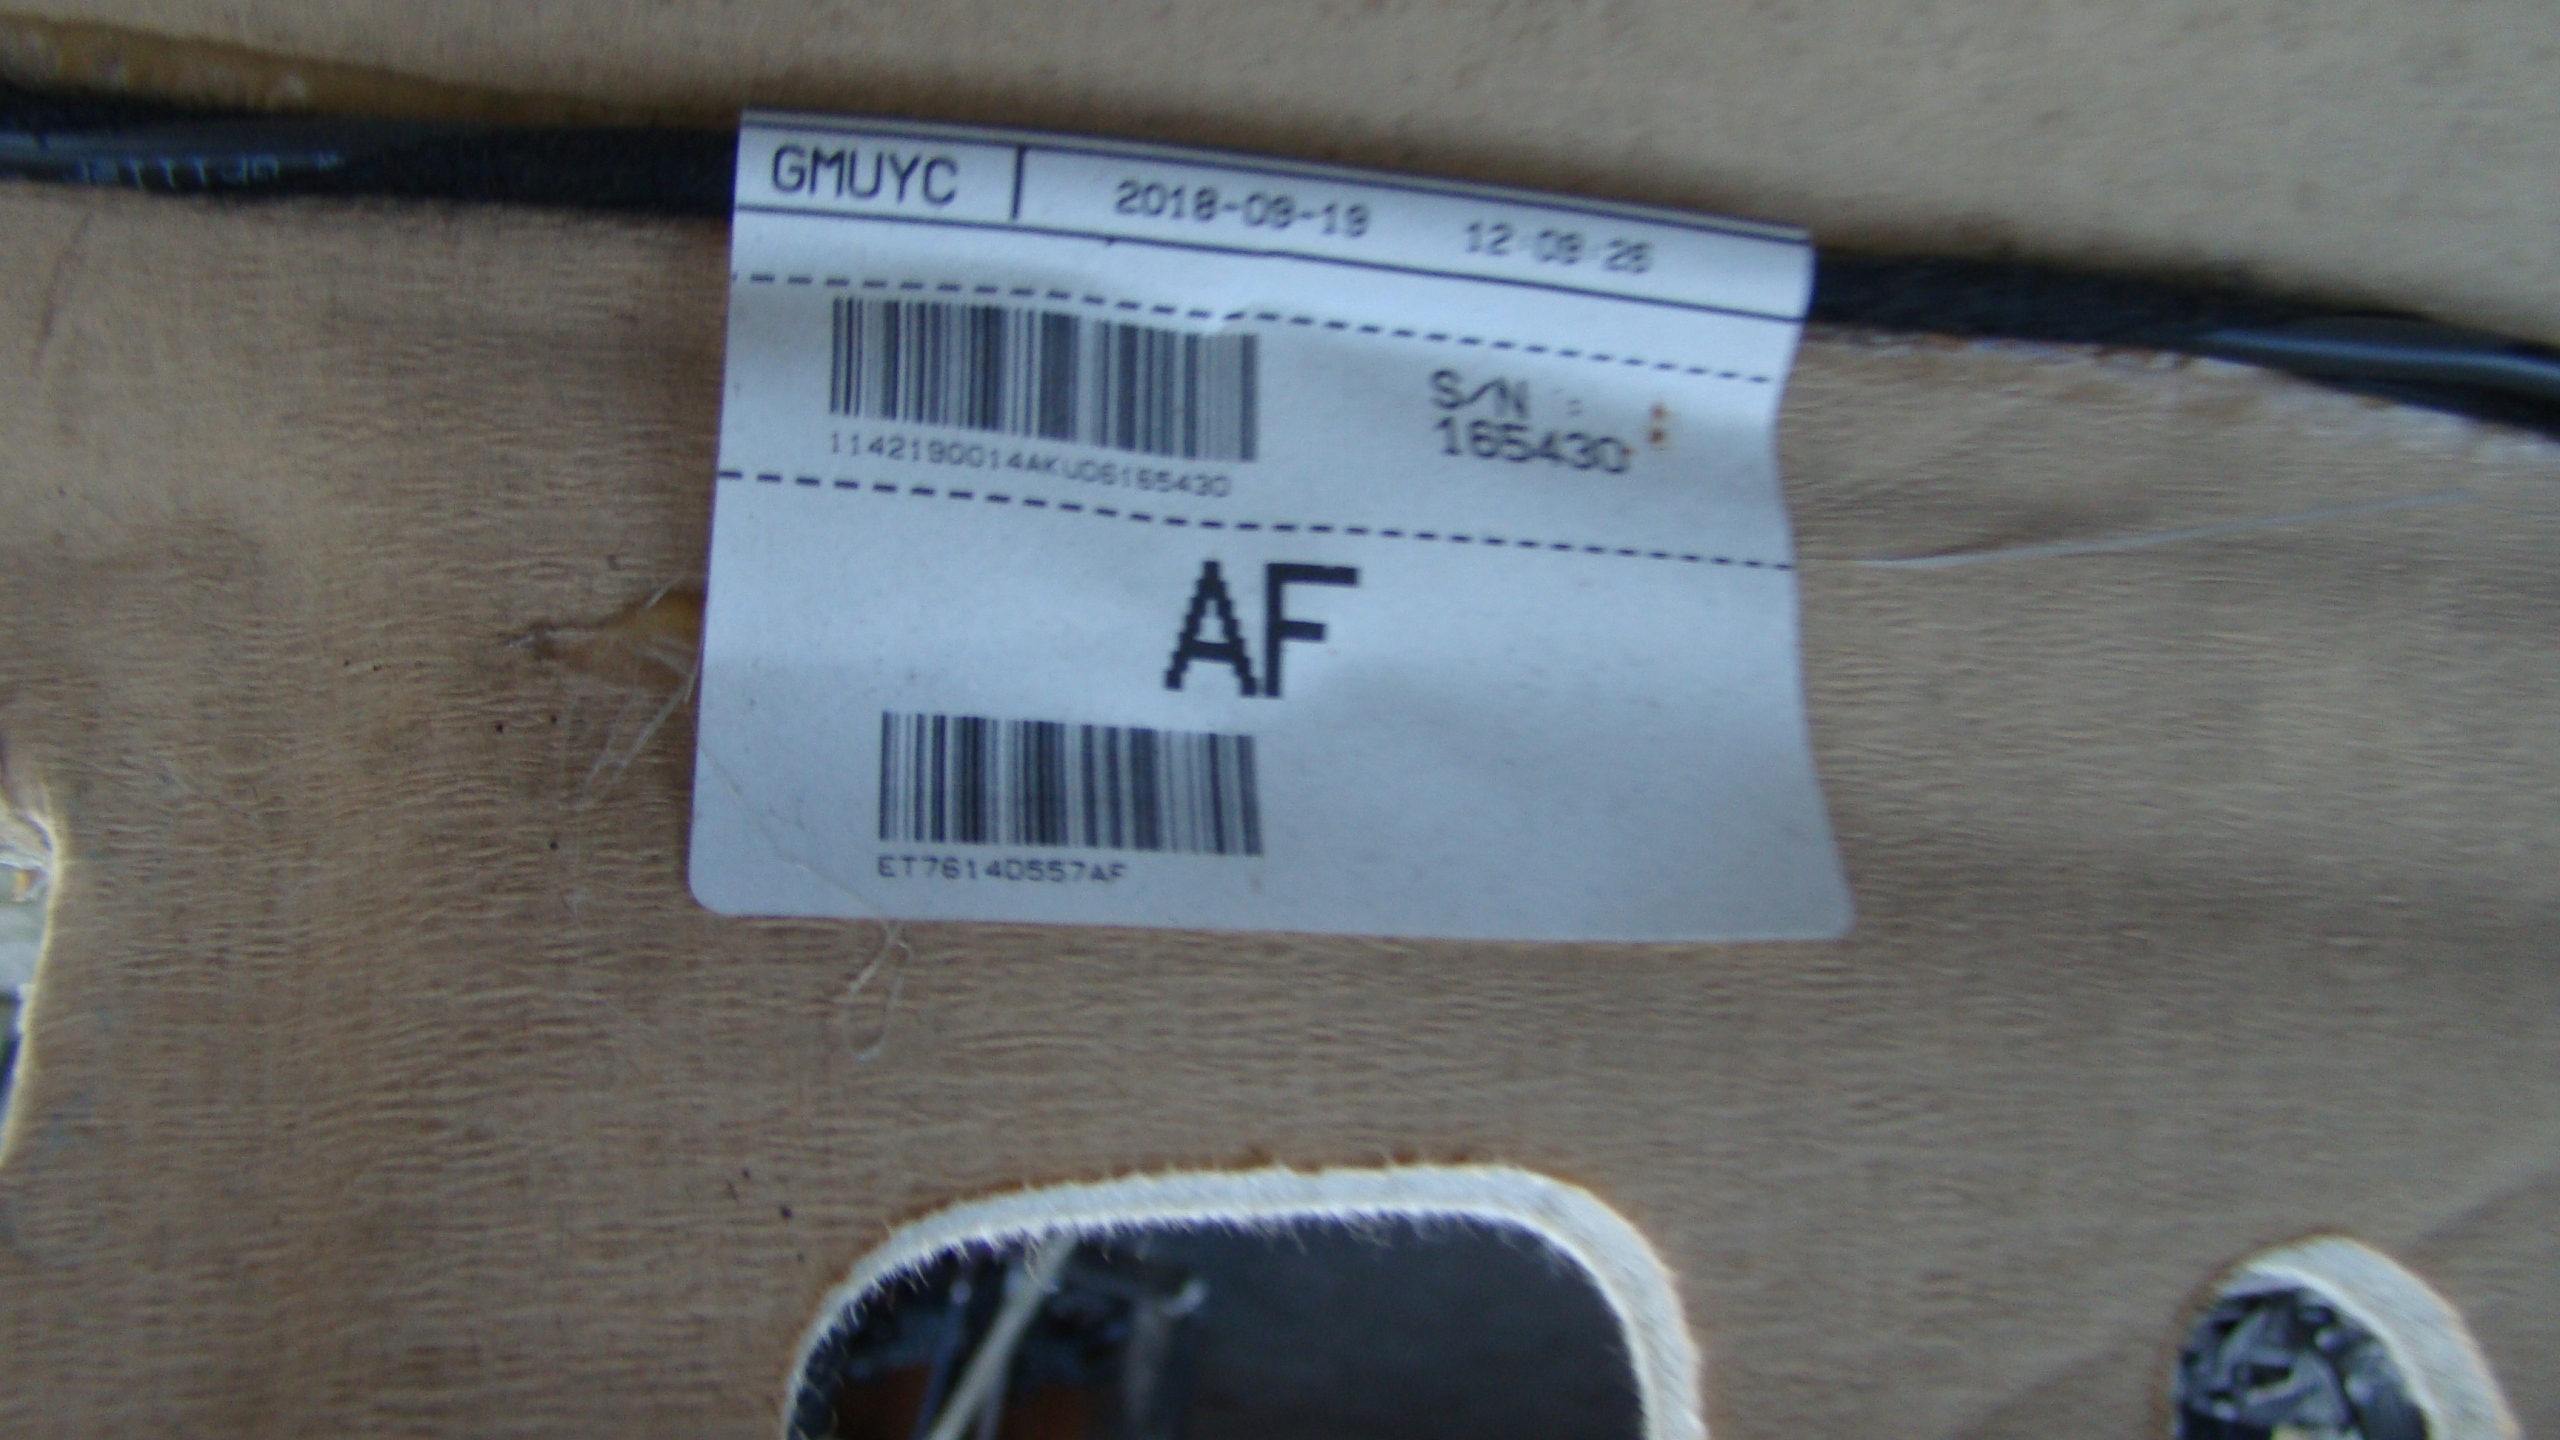 GMUYC 2018-09-19 12:09:26
S/N :
165430
1142190014AKU06165430
AF
ET7614D557AF